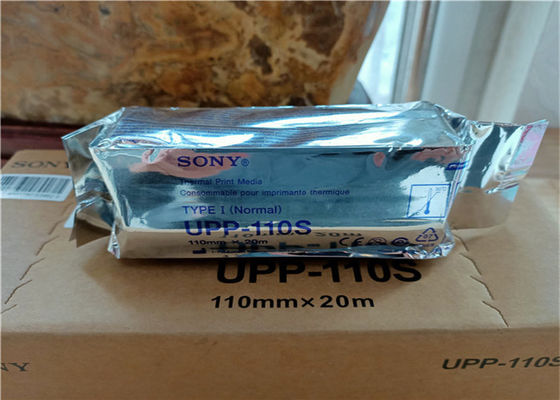 SONY®
Thermal Print Media
Consommable pour imprimante thermique
TYPE I (Normal)
UPP-110S
110mm × 20m
SONY
UPP-110S
110mm×20m
UPP-110S
NY